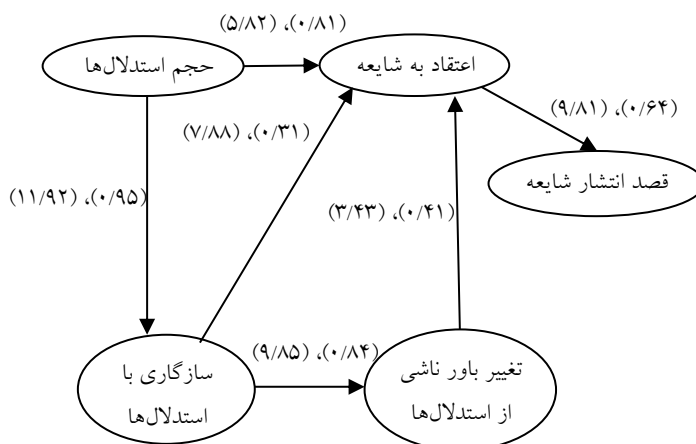 (۵/۸۲)، (۰/۸۱)
حجم استدلال‌ها
اعتقاد به شایعه
(۷/۸۸)، (۰/۳۱)
(۹/۸۱)، (۰/۶۴)
قصد انتشار شایعه
(۱۱/۹۲)، (۰/۹۵)
(۳/۴۳)، (۰/۴۱)
(۹/۸۵)، (۰/۸۴)
سازگاری با
استدلال‌ها
تغییر باور ناشی
از استدلال‌ها